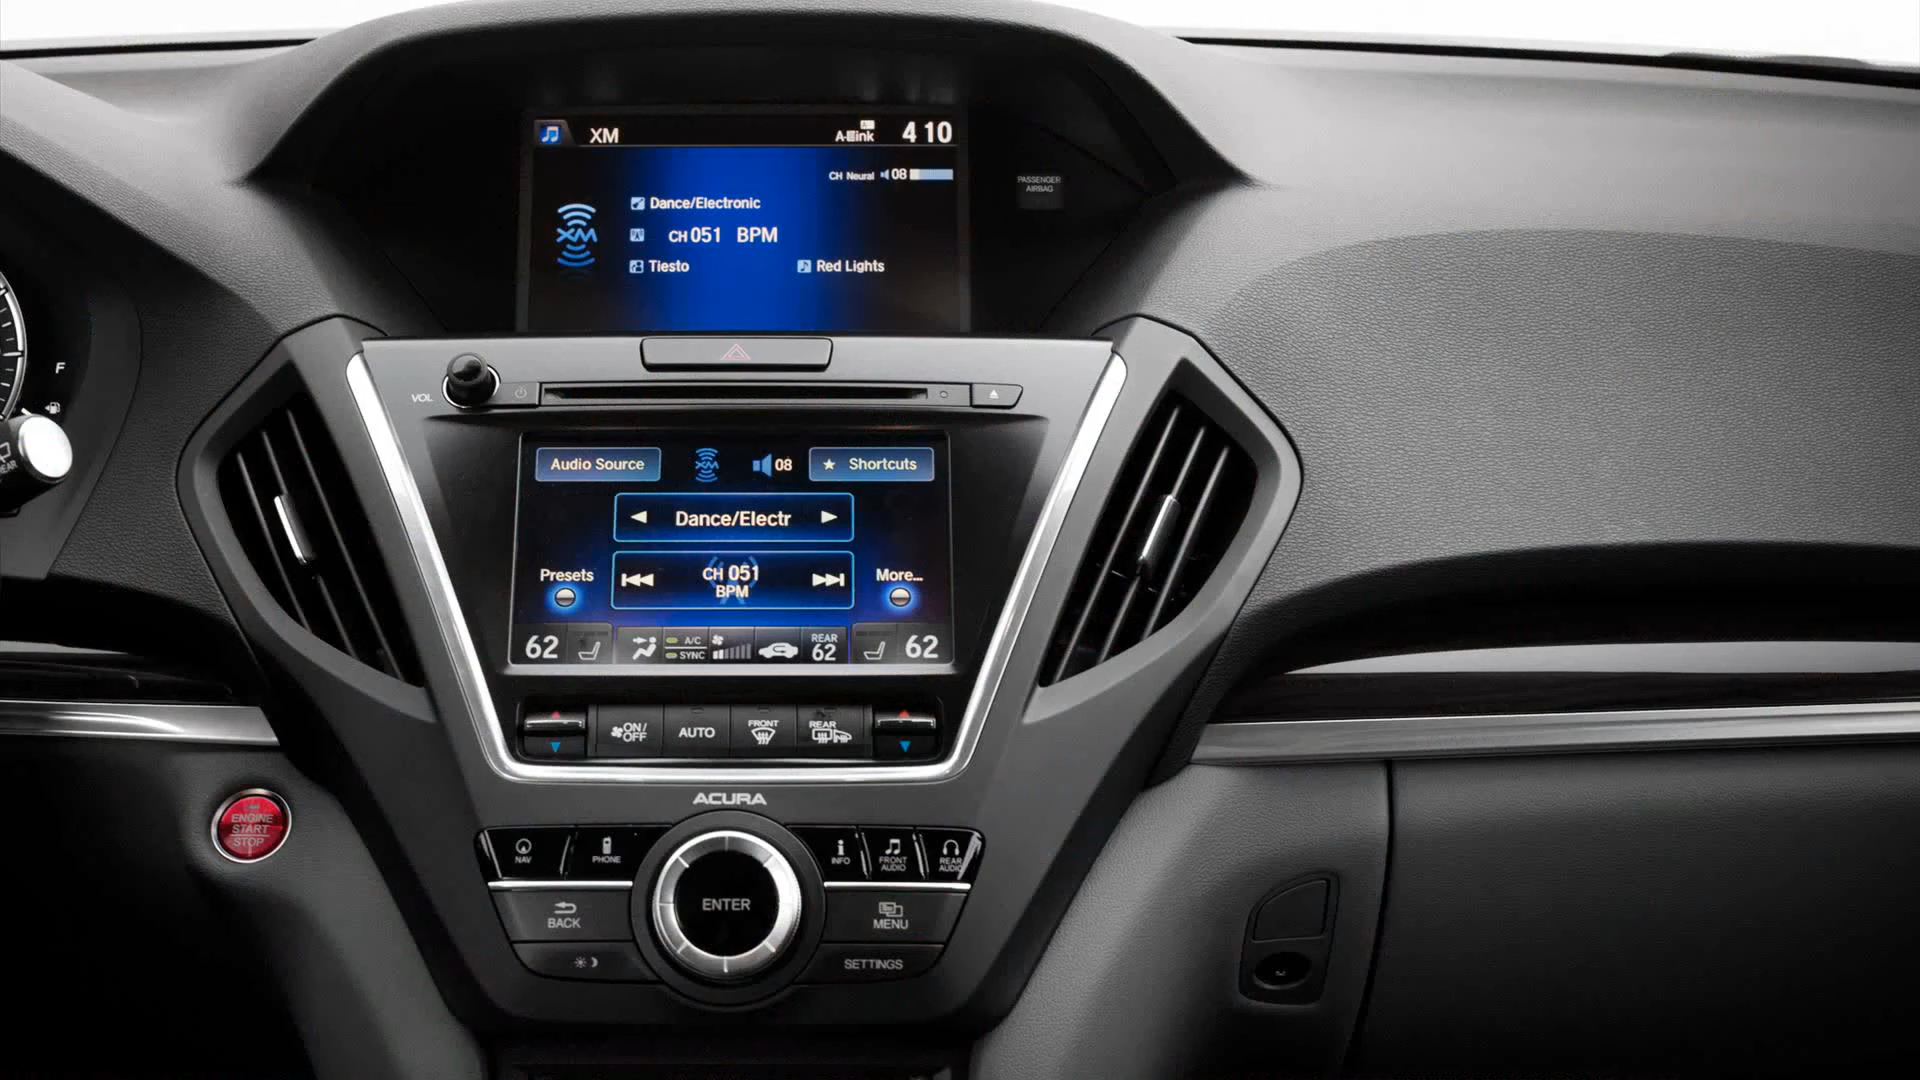 XM A-Link 4 10
CH Neural 08
Dance/Electronic
CH 051 BPM
Tiesto Red Lights
PASSENGER
AIRBAG
F
VOL
Audio Source XM 08 ★ Shortcuts
Dance/Electr
Presets CH 051 More...
BPM
62 A/C REAR 62
SYNC 62
REAR
ON/ AUTO FRONT REAR
OFF
ACURA
ENGINE
START
STOP
NAV PHONE INFO FRONT REAR
AUDIO AUDIO
ENTER
BACK MENU
SETTINGS